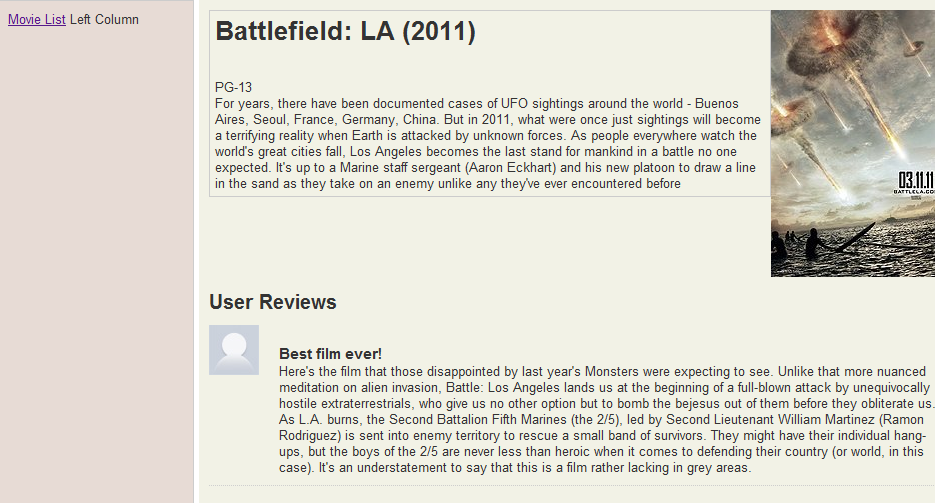 Movie List Left Column
Battlefield: LA (2011)
PG-13
For years, there have been documented cases of UFO sightings around the world - Buenos
Aires, Seoul, France, Germany, China. But in 2011, what were once just sightings will become
a terrifying reality when Earth is attacked by unknown forces. As people everywhere watch the
world's great cities fall, Los Angeles becomes the last stand for mankind in a battle no one
expected. It's up to a Marine staff sergeant (Aaron Eckhart) and his new platoon to draw a line
in the sand as they take on an enemy unlike any they've ever encountered before
03.11.11
BATTLELA.CO
User Reviews
Best film ever!
Here's the film that those disappointed by last year's Monsters were expecting to see. Unlike that more nuanced
meditation on alien invasion, Battle: Los Angeles lands us at the beginning of a full-blown attack by unequivocally
hostile extraterrestrials, who give us no other option but to bomb the bejesus out of them before they obliterate us.
As L.A. burns, the Second Battalion Fifth Marines (the 2/5), led by Second Lieutenant William Martinez (Ramon
Rodriguez) is sent into enemy territory to rescue a small band of survivors. They might have their individual hang-
ups, but the boys of the 2/5 are never less than heroic when it comes to defending their country (or world, in this
case). It's an understatement to say that this is a film rather lacking in grey areas.